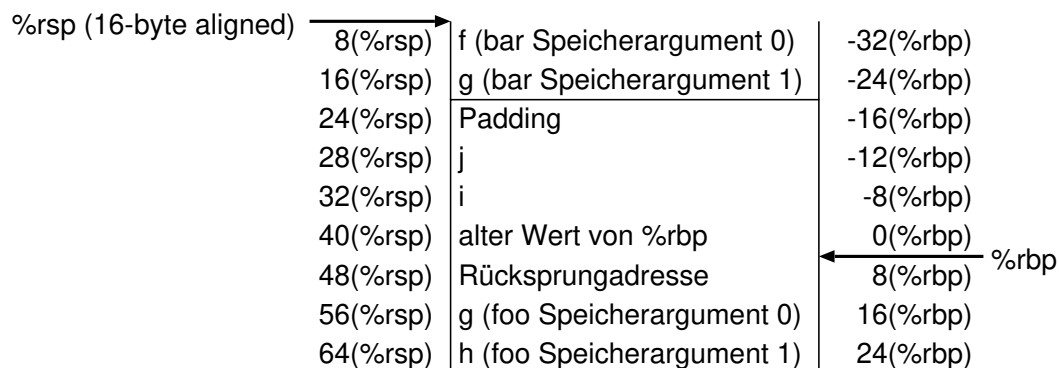 %rsp (16-byte aligned)
8(%rsp) f (bar Speicherargument 0) -32(%rbp)
16(%rsp) g (bar Speicherargument 1) -24(%rbp)
24(%rsp) Padding -16(%rbp)
28(%rsp) j -12(%rbp)
32(%rsp) i -8(%rbp)
40(%rsp) alter Wert von %rbp 0(%rbp)
%rbp
48(%rsp) Rücksprungadresse 8(%rbp)
56(%rsp) g (foo Speicherargument 0) 16(%rbp)
64(%rsp) h (foo Speicherargument 1) 24(%rbp)